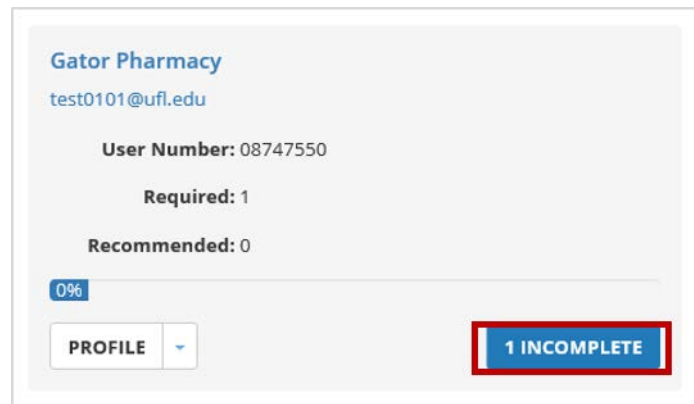 Gator Pharmacy
test0101@ufl.edu
User Number: 08747550
Required: 1
Recommended: 0
0%
PROFILE
1 INCOMPLETE